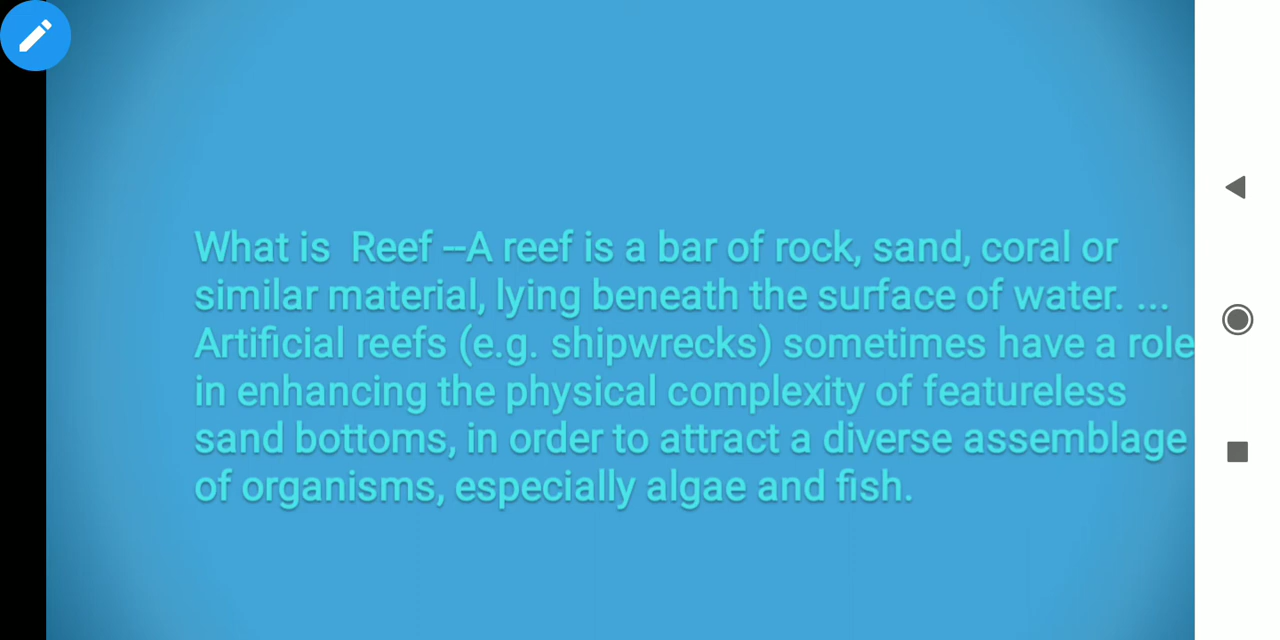 What is  Reef --A reef is a bar of rock, sand, coral or
similar material, lying beneath the surface of water. ...
Artificial reefs (e.g. shipwrecks) sometimes have a role
in enhancing the physical complexity of featureless
sand bottoms, in order to attract a diverse assemblage
of organisms, especially algae and fish.